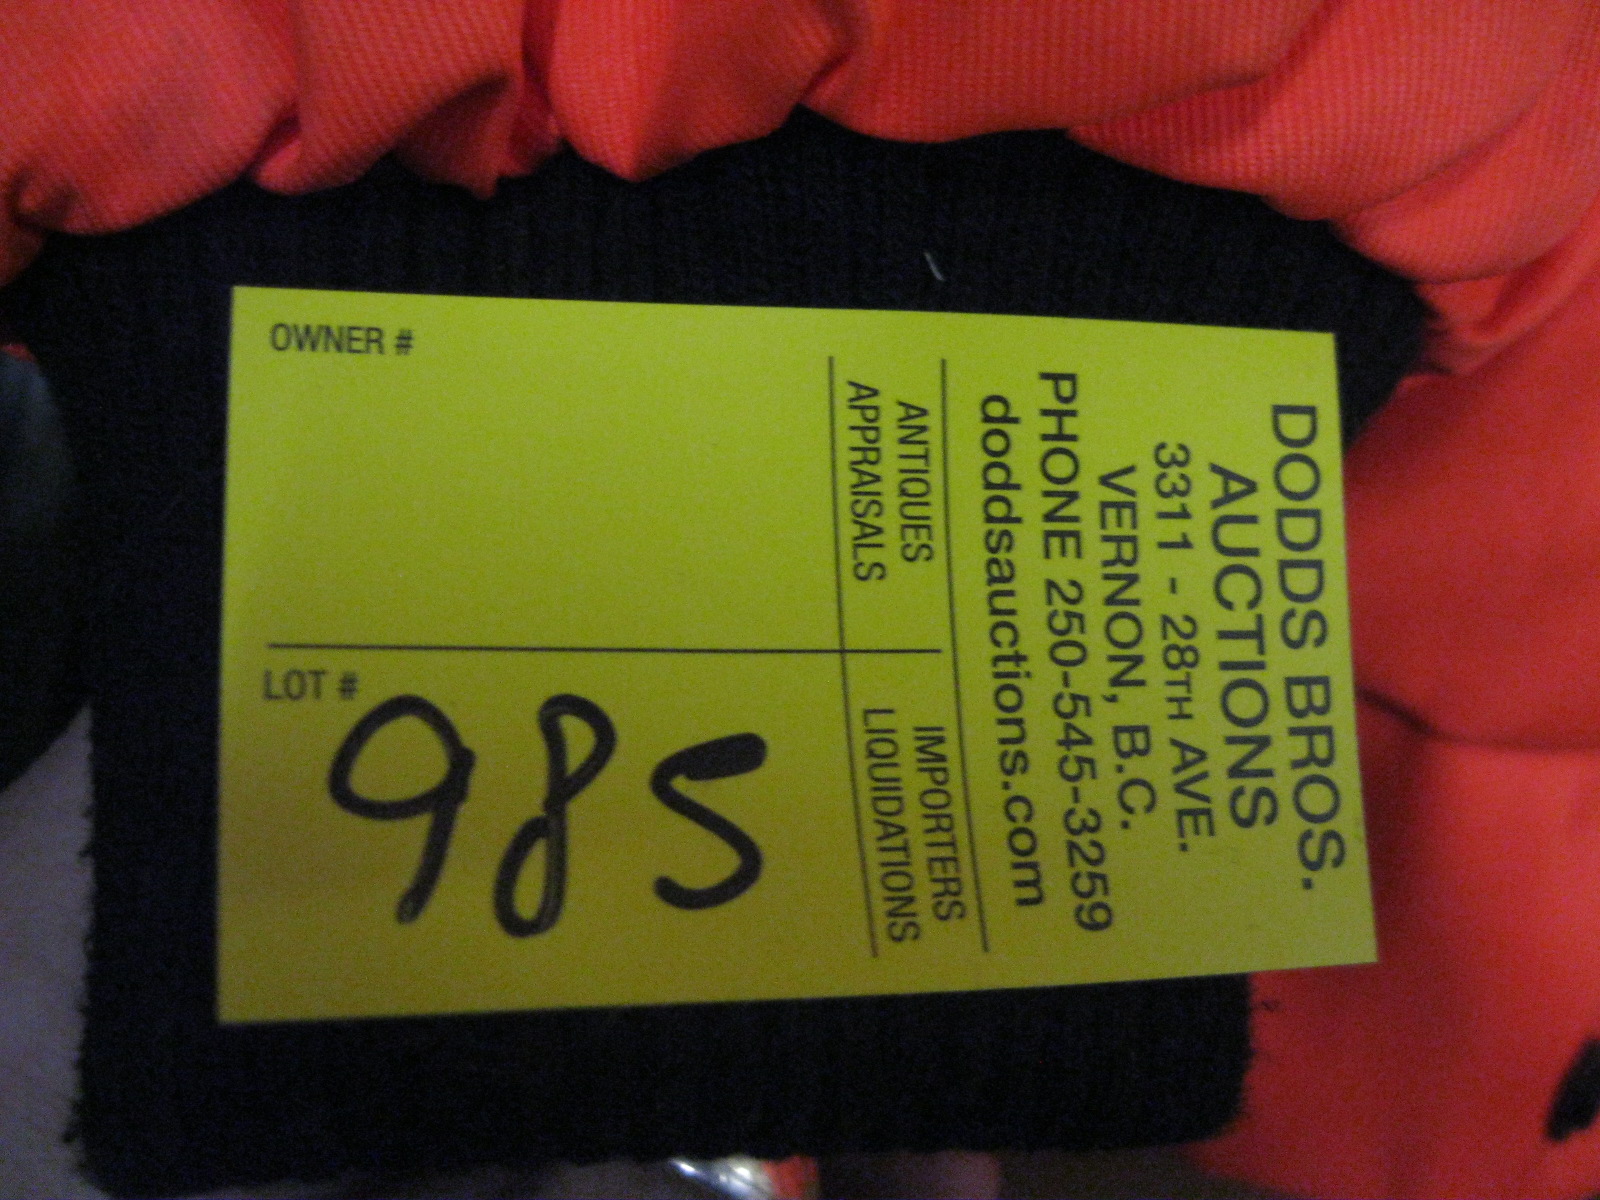 DODDS BROS.
AUCTIONS
3311 - 28TH AVE.
VERNON, B.C.
PHONE 250-545-3259
doddsauctions.com
ANTIQUES
APPRAISALS
IMPORTERS
LIQUIDATIONS
OWNER #
LOT #
985